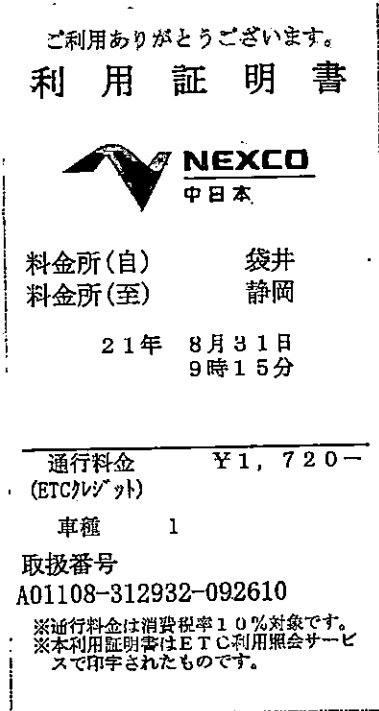 ご利用ありがとうございます。
利用証明書
NEXCO
中日本
料金所(自) 袋井
料金所(至) 静岡
21年 8月31日
9時15分
通行料金 ¥1,720-
(ETCクレジット)
車種 1
取扱番号
A01108-312932-092610
※通行料金は消費税率10%対象です。
※本利用証明書はETC利用照会サービ
スで印字されたものです。